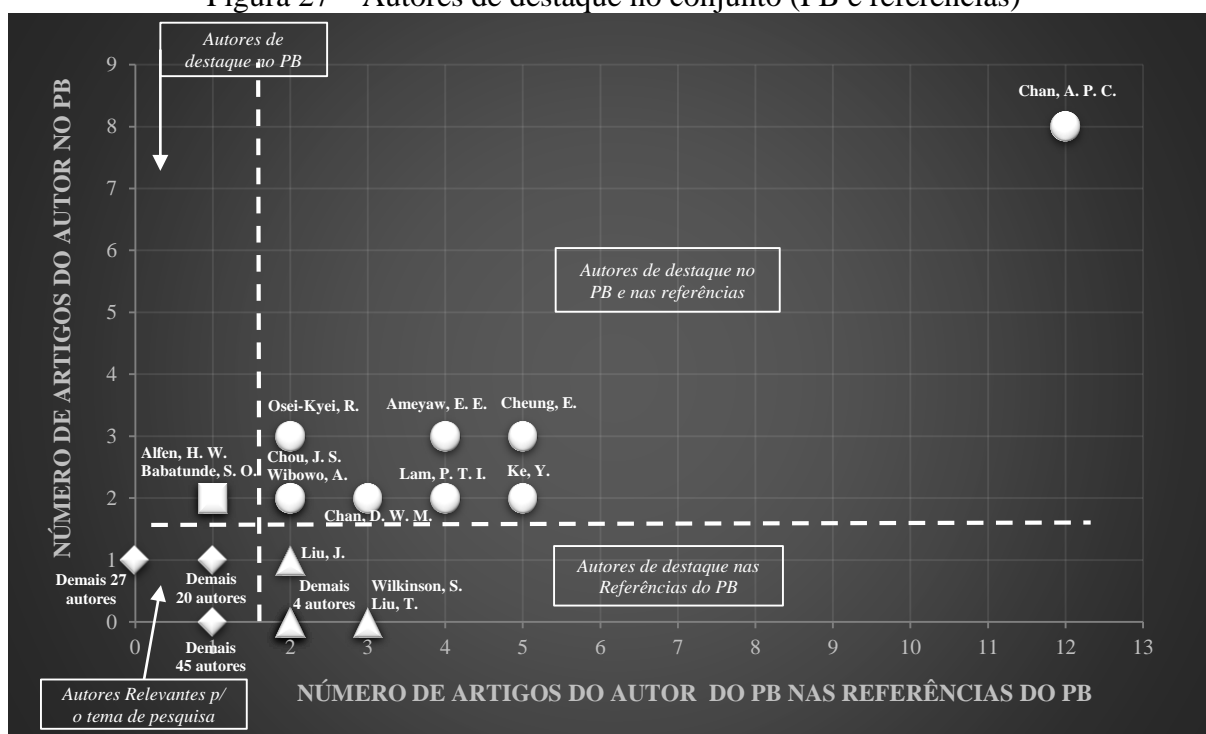 Figura 27 – Autores de destaque no conjunto (PB e referências)
Autores de
destaque no PB
NÚMERO DE ARTIGOS DO AUTOR NO PB
9
8
7
6
5
4
3
2
1
0
Chan, A. P. C.
Autores de destaque no
PB e nas referências
Osei-Kyei, R.
Ameyaw, E. E.
Cheung, E.
Alfen, H. W.
Babatunde, S. O.
Chou, J. S.
Wibowo, A.
Lam, P. T. I.
Ke, Y.
Chan, D. W. M.
Liu, J.
Autores de destaque nas
Referências do PB
Demais 27
autores
Demais
20 autores
Demais
4 autores
Wilkinson, S.
Liu, T.
0 1 2 3 4 5 6 7 8 9 10 11 12 13
Demais
45 autores
Autores Relevantes p/
o tema de pesquisa
NÚMERO DE ARTIGOS DO AUTOR DO PB NAS REFERÊNCIAS DO PB